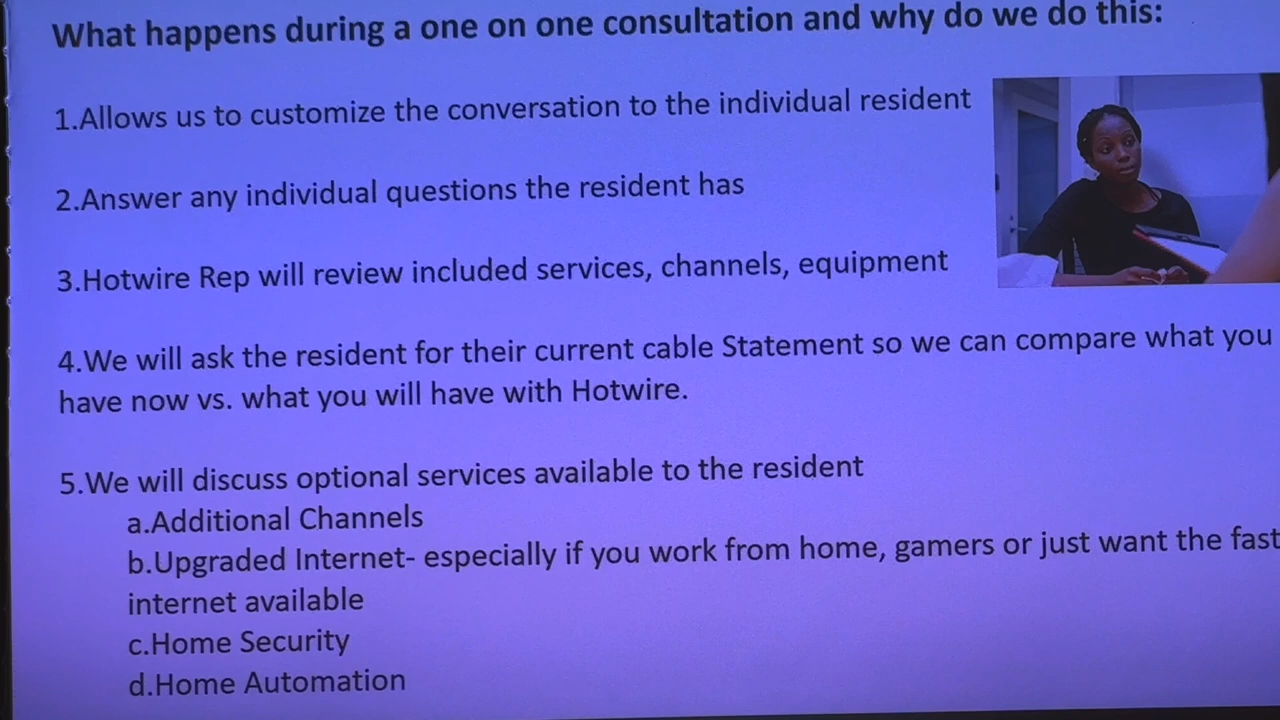 What happens during a one on one consultation and why do we do this:
1.Allows us to customize the conversation to the individual resident
2.Answer any individual questions the resident has
3.Hotwire Rep will review included services, channels, equipment
4.We will ask the resident for their current cable Statement so we can compare what you
have now vs. what you will have with Hotwire.
5.We will discuss optional services available to the resident
a.Additional Channels
b.Upgraded Internet- especially if you work from home, gamers or just want the fast
internet available
c.Home Security
d.Home Automation